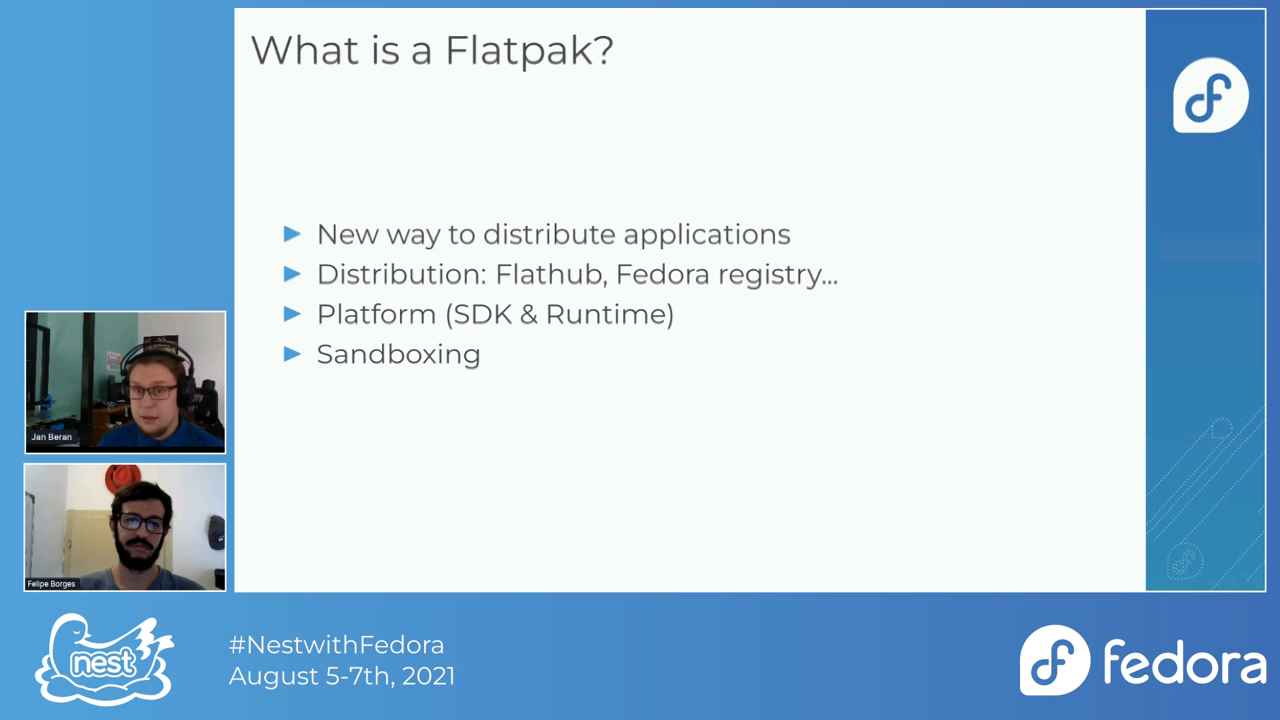 What is a Flatpak?
New way to distribute applications
Distribution: Flathub, Fedora registry...
Platform (SDK & Runtime)
Sandboxing
Jan Beran
Felipe Borges
nest
#NestwithFedora
August 5-7th, 2021
fedora